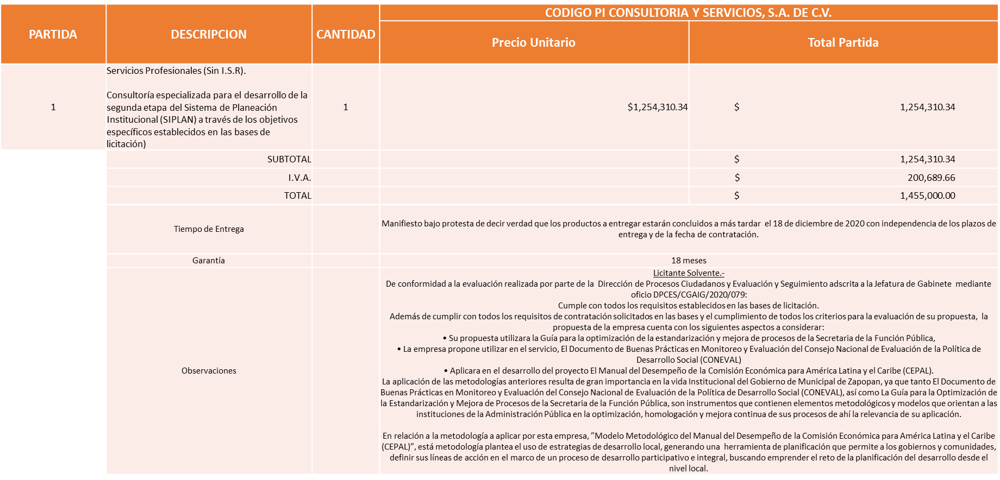 CODIGO PI CONSULTORIA Y SERVICIOS, S.A. DE C.V.
PARTIDA DESCRIPCION CANTIDAD Precio Unitario Total Partida
Servicios Profesionales (Sin I.S.R).
Consultoría especializada para el desarrollo de la
segunda etapa del Sistema de Planeación
Institucional (SIPLAN) a través de los objetivos
específicos establecidos en las bases de
licitación)
1 1 $1,254,310.34 $ 1,254,310.34
SUBTOTAL $ 1,254,310.34
I.V.A. $ 200,689.66
TOTAL $ 1,455,000.00
Tiempo de Entrega
Manifiesto bajo protesta de decir verdad que los productos a entregar estarán concluidos a más tardar el 18 de diciembre de 2020 con independencia de los plazos de
entrega y de la fecha de contratación.
Garantía 18 meses
Observaciones
Licitante Solvente.-
De conformidad a la evaluación realizada por parte de la Dirección de Procesos Ciudadanos y Evaluación y Seguimiento adscrita a la Jefatura de Gabinete mediante
oficio DPCES/CGAIG/2020/079:
Cumple con todos los requisitos establecidos en las bases de licitación.
Además de cumplir con todos los requisitos de contratación solicitados en las bases y el cumplimiento de todos los criterios para la evaluación de su propuesta, la
propuesta de la empresa cuenta con los siguientes aspectos a considerar:
• Su propuesta utilizara la Guía para la optimización de la estandarización y mejora de procesos de la Secretaria de la Función Pública,
• La empresa propone utilizar en el servicio, El Documento de Buenas Prácticas en Monitoreo y Evaluación del Consejo Nacional de Evaluación de la Política de
Desarrollo Social (CONEVAL)
• Aplicara en el desarrollo del proyecto El Manual del Desempeño de la Comisión Económica para América Latina y el Caribe (CEPAL).
La aplicación de las metodologías anteriores resulta de gran importancia en la vida Institucional del Gobierno de Municipal de Zapopan, ya que tanto El Documento de
Buenas Prácticas en Monitoreo y Evaluación del Consejo Nacional de Evaluación de la Política de Desarrollo Social (CONEVAL), así como La Guía para la Optimización de
la Estandarización y Mejora de Procesos de la Secretaria de la Función Pública, son instrumentos que contienen elementos metodológicos y modelos que orientan a las
instituciones de la Administración Pública en la optimización, homologación y mejora continua de sus procesos de ahí la relevancia de su aplicación.
En relación a la metodología a aplicar por esta empresa, ”Modelo Metodológico del Manual del Desempeño de la Comisión Económica para América Latina y el Caribe
(CEPAL)”, está metodología plantea el uso de estrategias de desarrollo local, generando una herramienta de planificación que permite a los gobiernos y comunidades,
definir sus líneas de acción en el marco de un proceso de desarrollo participativo e integral, buscando emprender el reto de la planificación del desarrollo desde el
nivel local.